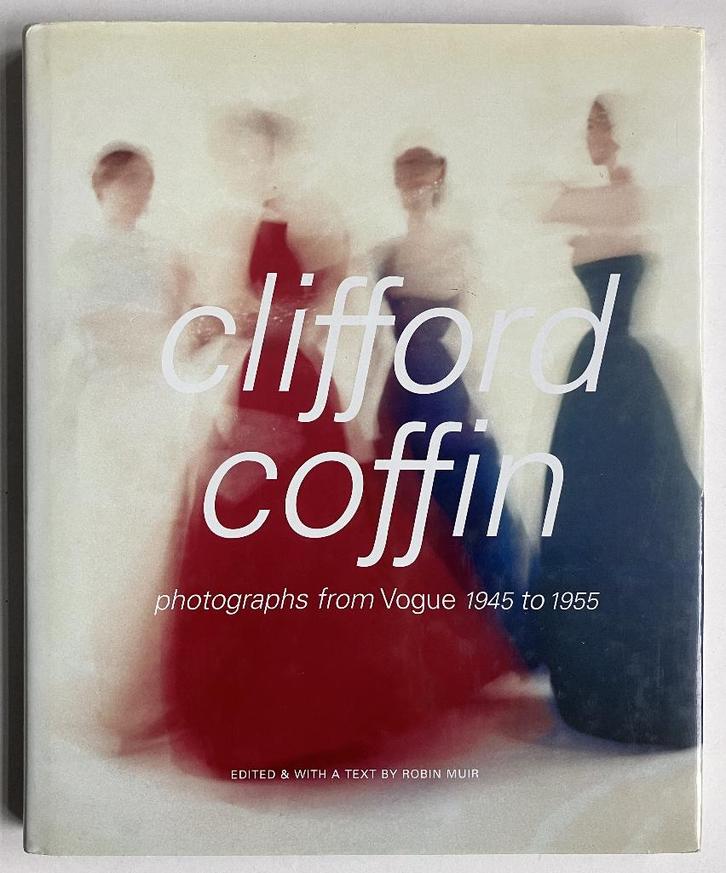 clifford
coffin
photographs from Vogue 1945 to 1955
EDITED & WITH A TEXT BY ROBIN MUIR